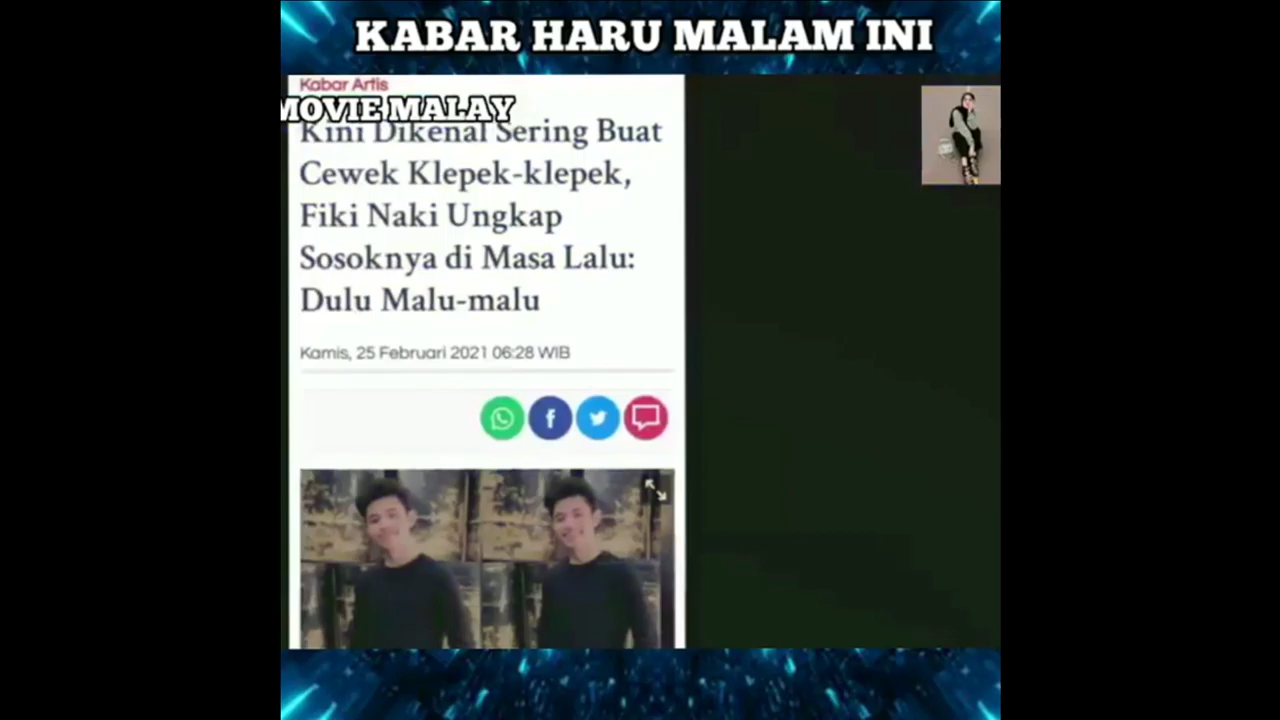 KABAR HARU MALAM INI
Kabar Artis
MOVIE MALAY
Kini Dikenal Sering Buat
Cewek Klepek-klepek,
Fiki Naki Ungkap
Sosoknya di Masa Lalu:
Dulu Malu-malu
Kamis, 25 Februari 2021 06:28 WIB